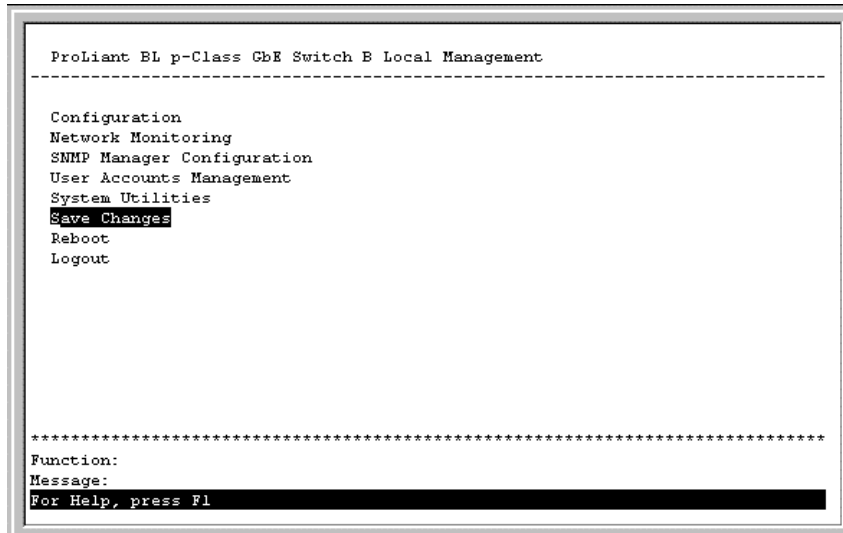 ProLiant BL p-Class GbE Switch B Local Management
--------------------------------------------------------------------------------
Configuration
Network Monitoring
SNMP Manager Configuration
User Accounts Management
System Utilities
Save Changes
Reboot
Logout
********************************************************************************
Function:
Message:
For Help, press F1